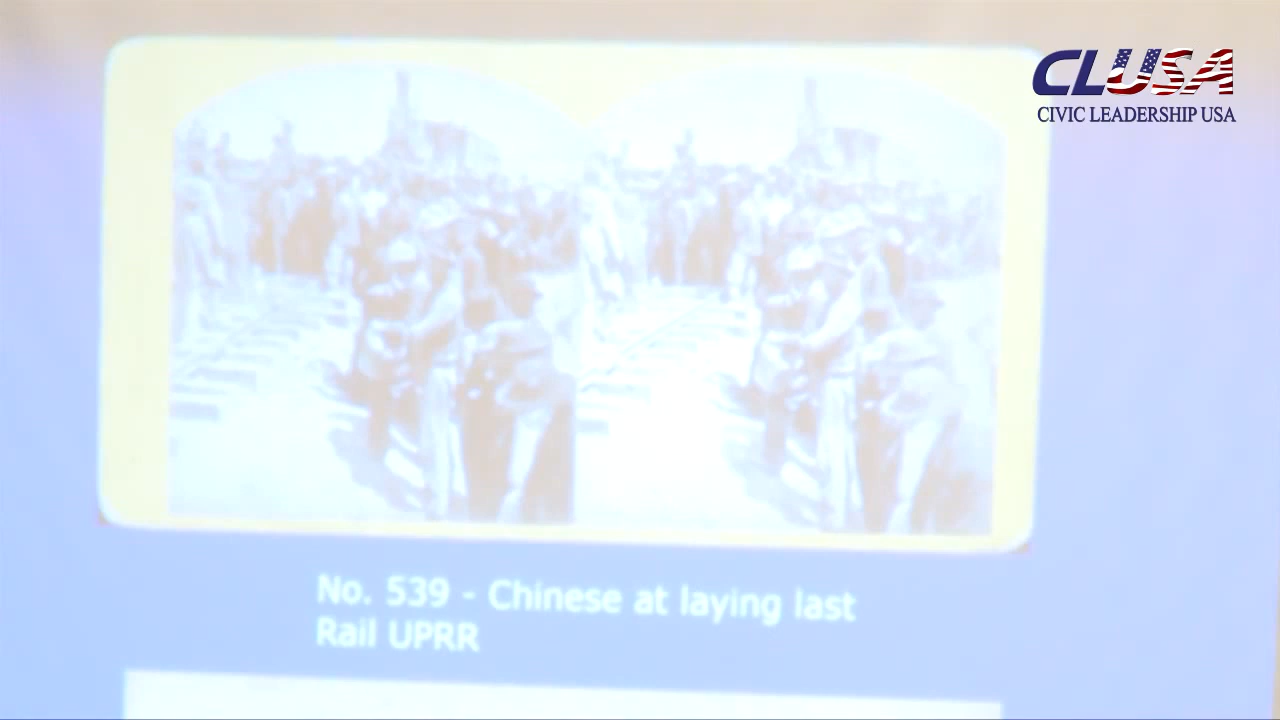 CLUSA
CIVIC LEADERSHIP USA
No. 539 - Chinese at laying last
Rail UPRR